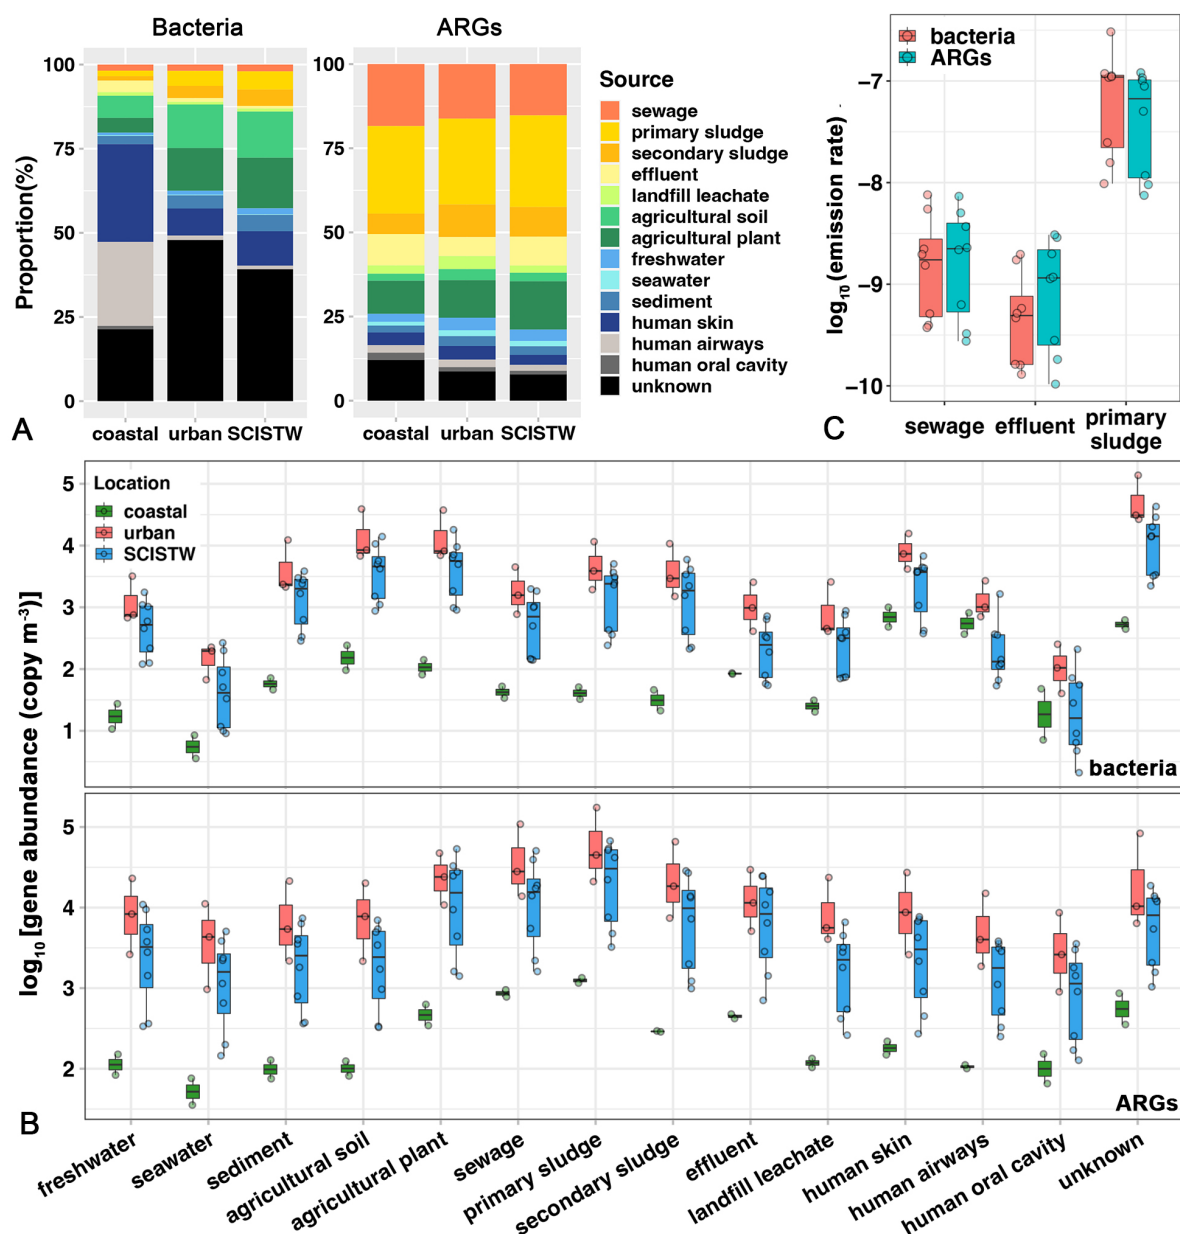 Bacteria
ARGs
Proportion(%)
100
75
50
25
0
coastal urban SCISTW
100
75
50
25
0
coastal urban SCISTW
A
Source
sewage
primary sludge
secondary sludge
effluent
landfill leachate
agricultural soil
agricultural plant
freshwater
seawater
sediment
human skin
human airways
human oral cavity
unknown
bacteria
ARGs
log10(emission rate)
−7
−8
−9
−10
sewage effluent primary
sludge
C
log10 [gene abundance (copy m-3)]
Location
coastal
urban
SCISTW
5
4
3
2
1
bacteria
5
4
3
2
ARGs
B
freshwater
seawater
sediment
agricultural soil
agricultural plant
sewage
primary sludge
secondary sludge
effluent
landfill leachate
human skin
human airways
human oral cavity
unknown